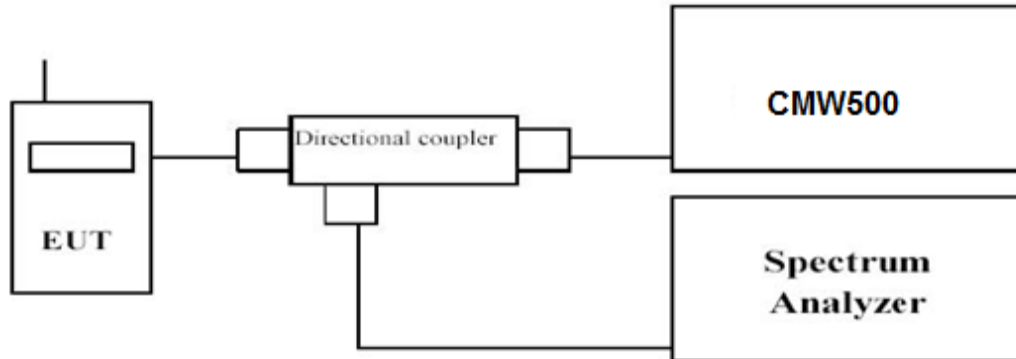 EUT
Directional coupler
CMW500
Spectrum
Analyzer